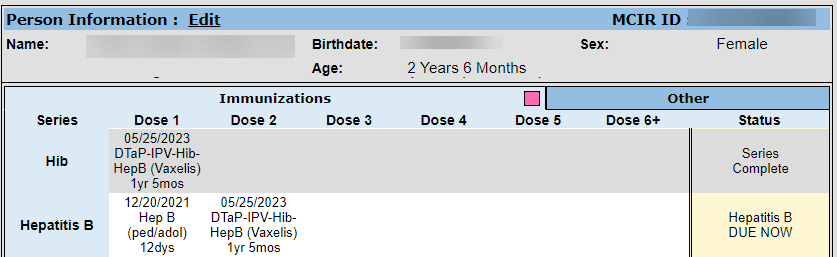 Person Information : Edit MCIR ID :
Name: Birthdate: Sex: Female
Age: 2 Years 6 Months
Immunizations Other
Series Dose 1 Dose 2 Dose 3 Dose 4 Dose 5 Dose 6+ Status
Hib
05/25/2023
DTaP-IPV-Hib-
HepB (Vaxelis)
1yr 5mos
Series
Complete
Hepatitis B
12/20/2021
Hep B
(ped/adol)
12dys
05/25/2023
DTaP-IPV-Hib-
HepB (Vaxelis)
1yr 5mos
Hepatitis B
DUE NOW